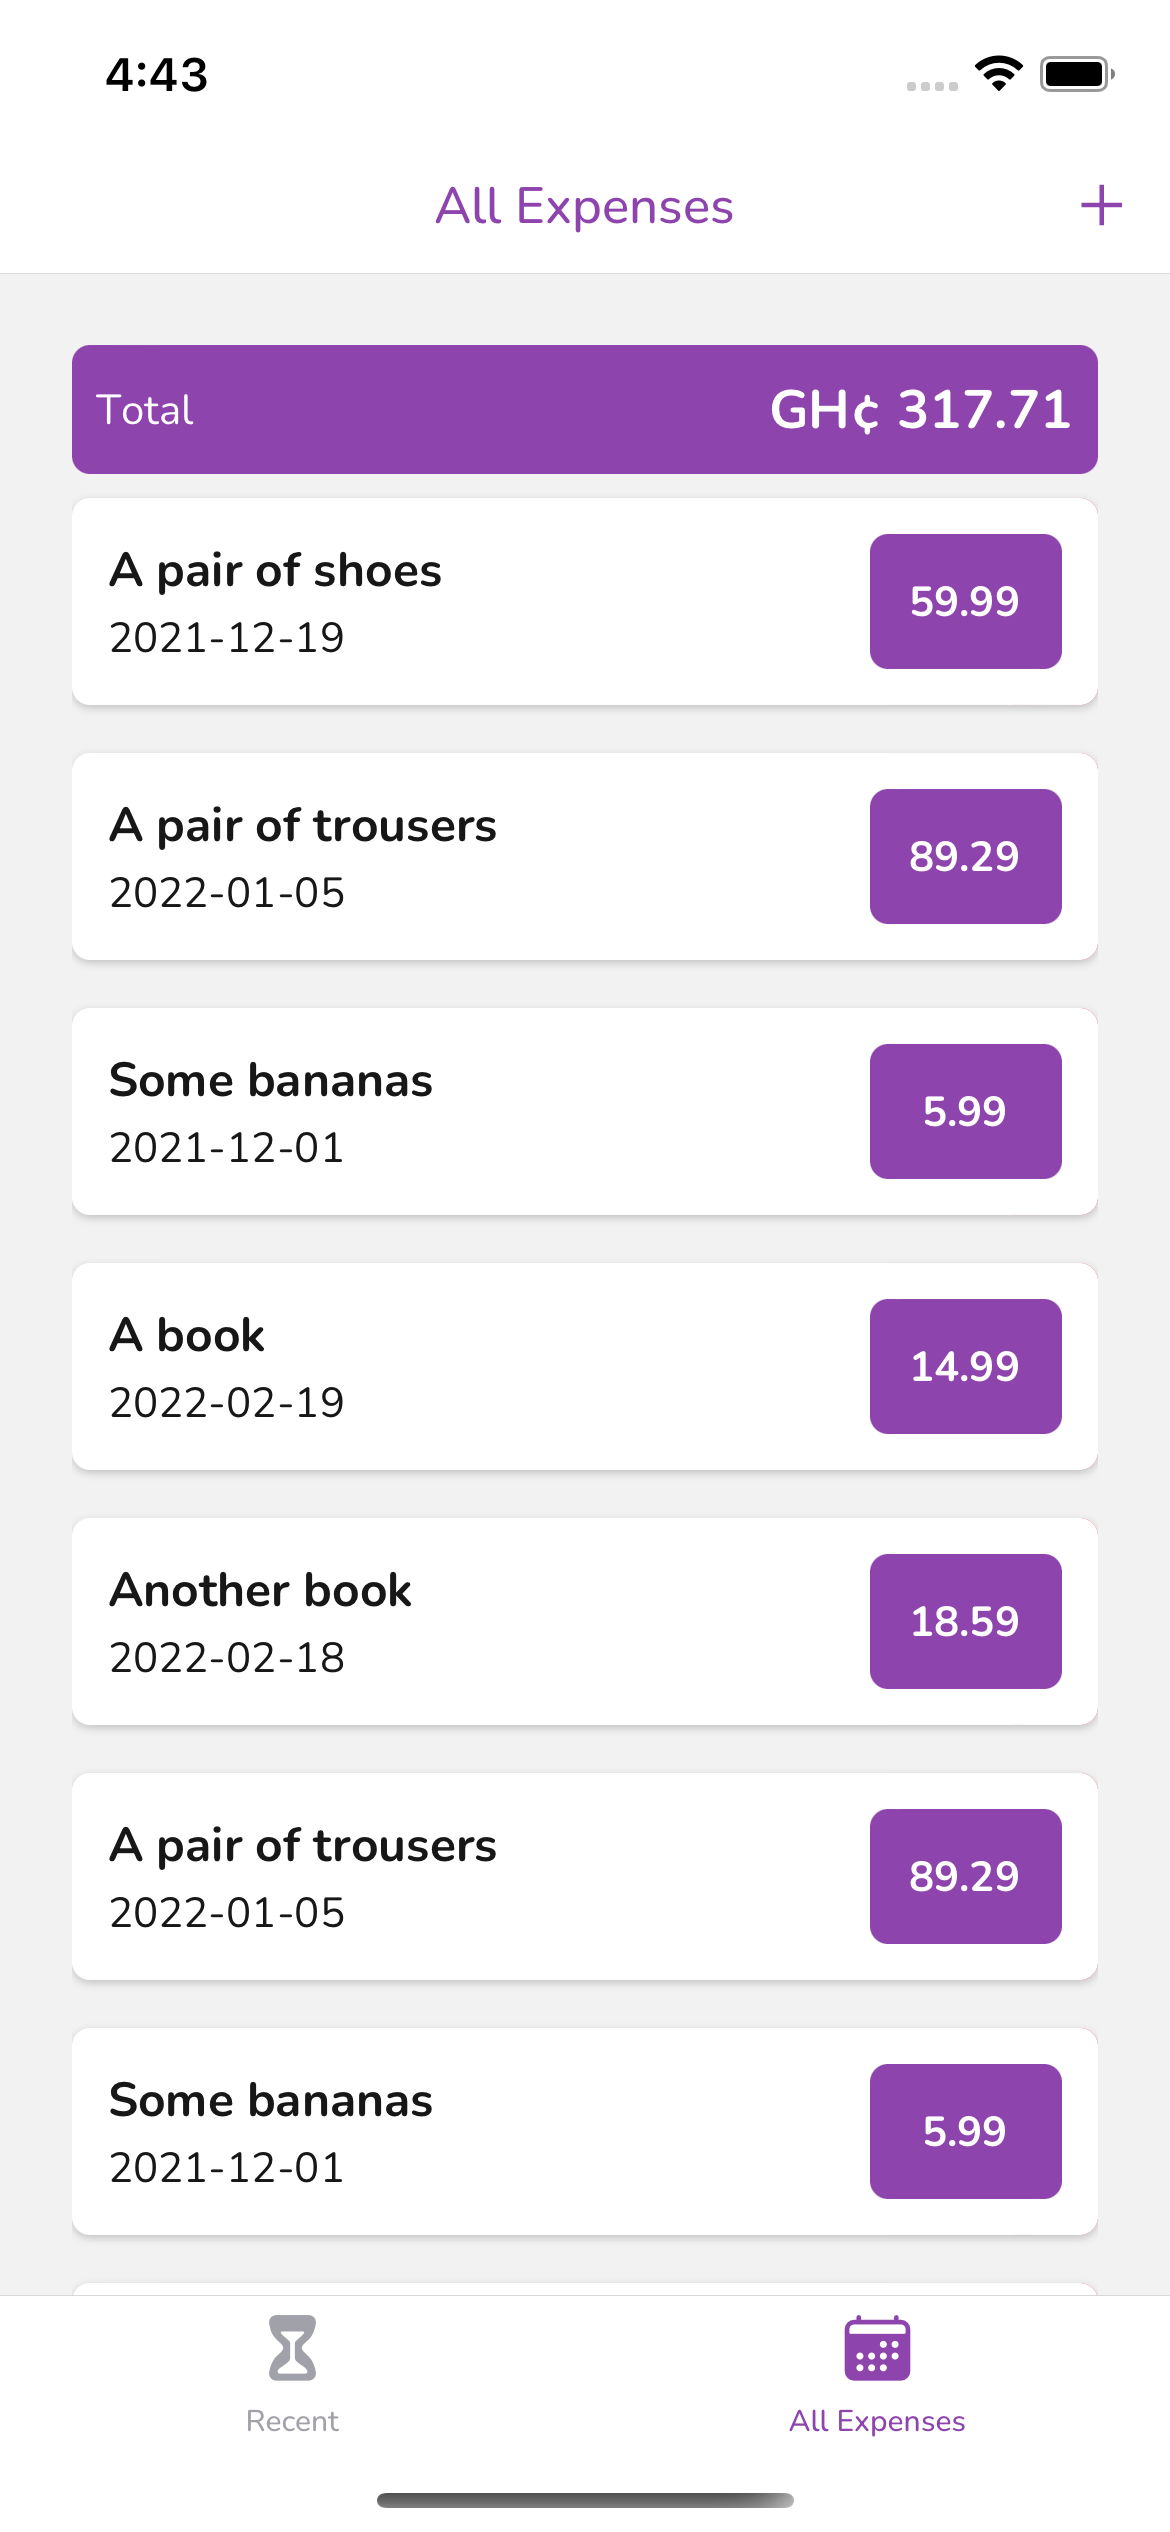 4:43
All Expenses
Total GH¢ 317.71
A pair of shoes
2021-12-19
59.99
A pair of trousers
2022-01-05
89.29
Some bananas
2021-12-01
5.99
A book
2022-02-19
14.99
Another book
2022-02-18
18.59
A pair of trousers
2022-01-05
89.29
Some bananas
2021-12-01
5.99
Recent
All Expenses